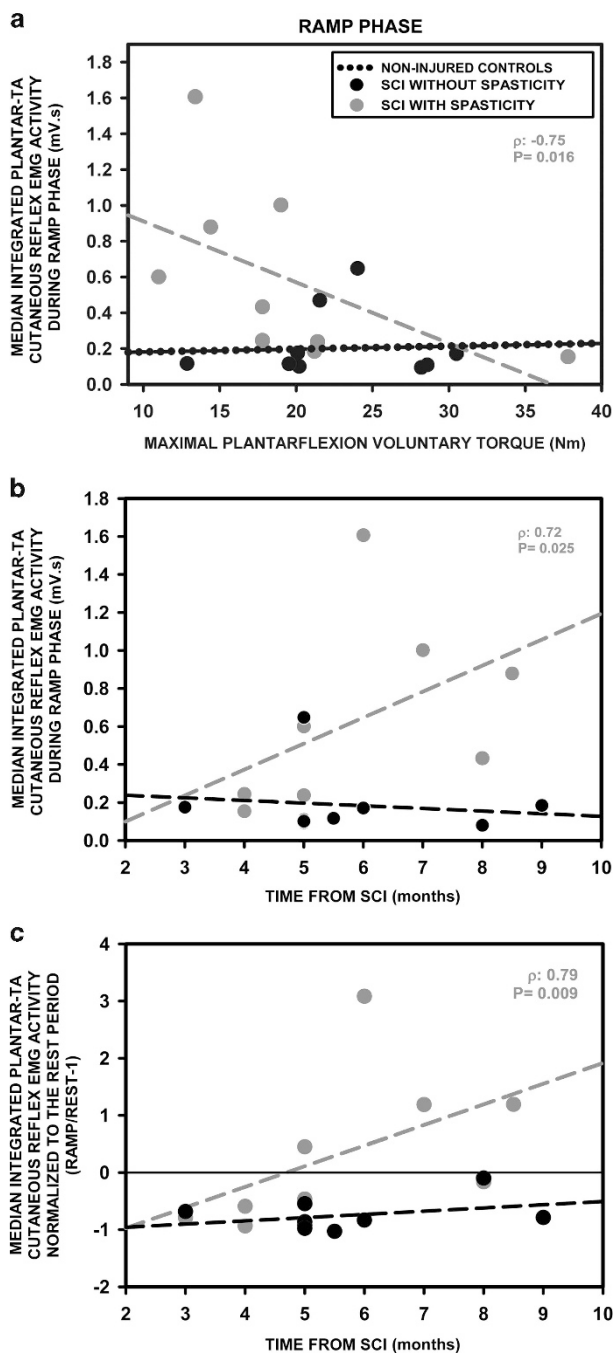 a
RAMP PHASE
MEDIAN INTEGRATED PLANTAR-TA
CUTANEOUS REFLEX EMG ACTIVITY
DURING RAMP PHASE (mV.s)
1.8
1.6
1.4
1.2
1.0
0.8
0.6
0.4
0.2
0.0
NON-INJURED CONTROLS
SCI WITHOUT SPASTICITY
SCI WITH SPASTICITY
ρ: -0.75
P= 0.016
10 15 20 25 30 35 40
MAXIMAL PLANTARFLEXION VOLUNTARY TORQUE (Nm)
b
MEDIAN INTEGRATED PLANTAR-TA
CUTANEOUS REFLEX EMG ACTIVITY
DURING RAMP PHASE (mV.s)
1.8
1.6
1.4
1.2
1.0
0.8
0.6
0.4
0.2
0.0
ρ: 0.72
P= 0.025
2 3 4 5 6 7 8 9 10
TIME FROM SCI (months)
c
MEDIAN INTEGRATED PLANTAR-TA
CUTANEOUS REFLEX EMG ACTIVITY
NORMALIZED TO THE REST PERIOD
(RAMP/REST-1)
4
3
2
1
0
-1
-2
ρ: 0.79
P= 0.009
2 3 4 5 6 7 8 9 10
TIME FROM SCI (months)